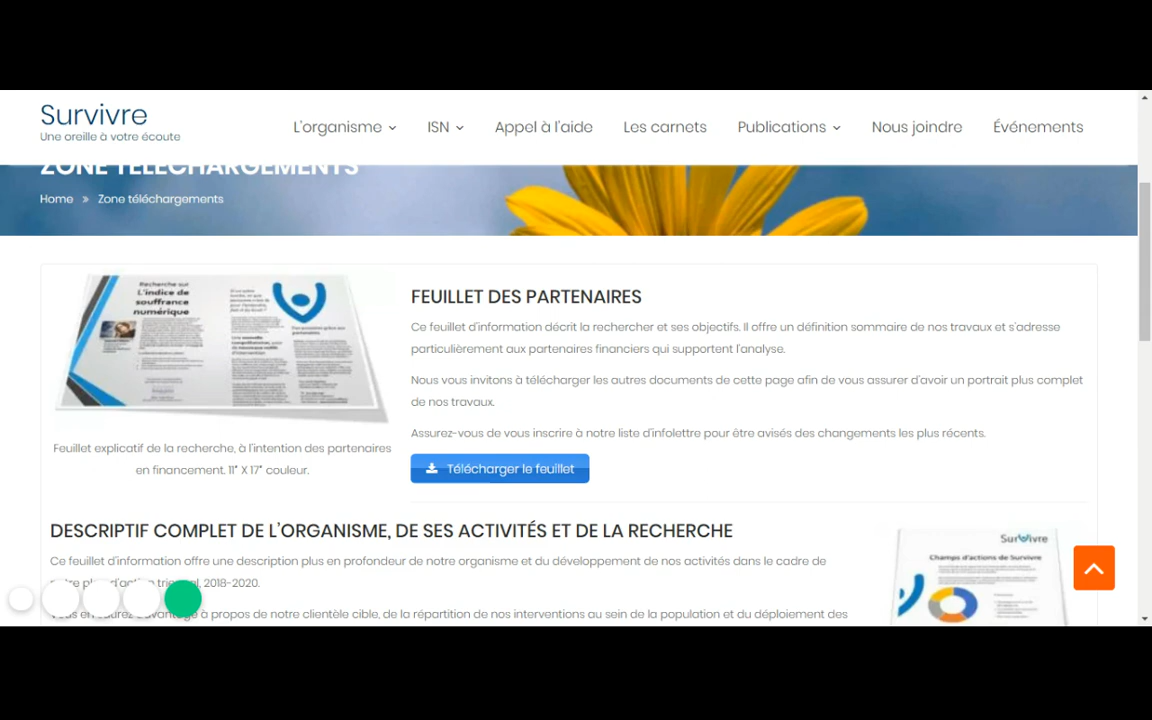 Survivre
Une oreille à votre écoute
L'organisme
ISN
Appel à l'aide
Les carnets
Publications
Nous joindre
Événements
ZONE TÉLÉCHARGEMENTS
Home » Zone téléchargements
Recherche sur
L'indice de
souffrance
numérique
Feuillet explicatif de la recherche, à l'intention des partenaires
en financement. 11" X 17" couleur.
FEUILLET DES PARTENAIRES
Ce feuillet d'information décrit la rechercher et ses objectifs. Il offre un définition sommaire de nos travaux et s'adresse
particulièrement aux partenaires financiers qui supportent l'analyse.
Nous vous invitons à télécharger les autres documents de cette page afin de vous assurer d'avoir un portrait plus complet
de nos travaux.
Assurez-vous de vous inscrire à notre liste d'infolettre pour être avisés des changements les plus récents.
Télécharger le feuillet
DESCRIPTIF COMPLET DE L'ORGANISME, DE SES ACTIVITÉS ET DE LA RECHERCHE
Ce feuillet d'information offre une description plus en profondeur de notre organisme et du développement de nos activités dans le cadre de
2018-2020.
à propos de notre clientèle cible, de la répartition de nos interventions au sein de la population et du déploiement des
Survivre
Champs d'actions de Survivre